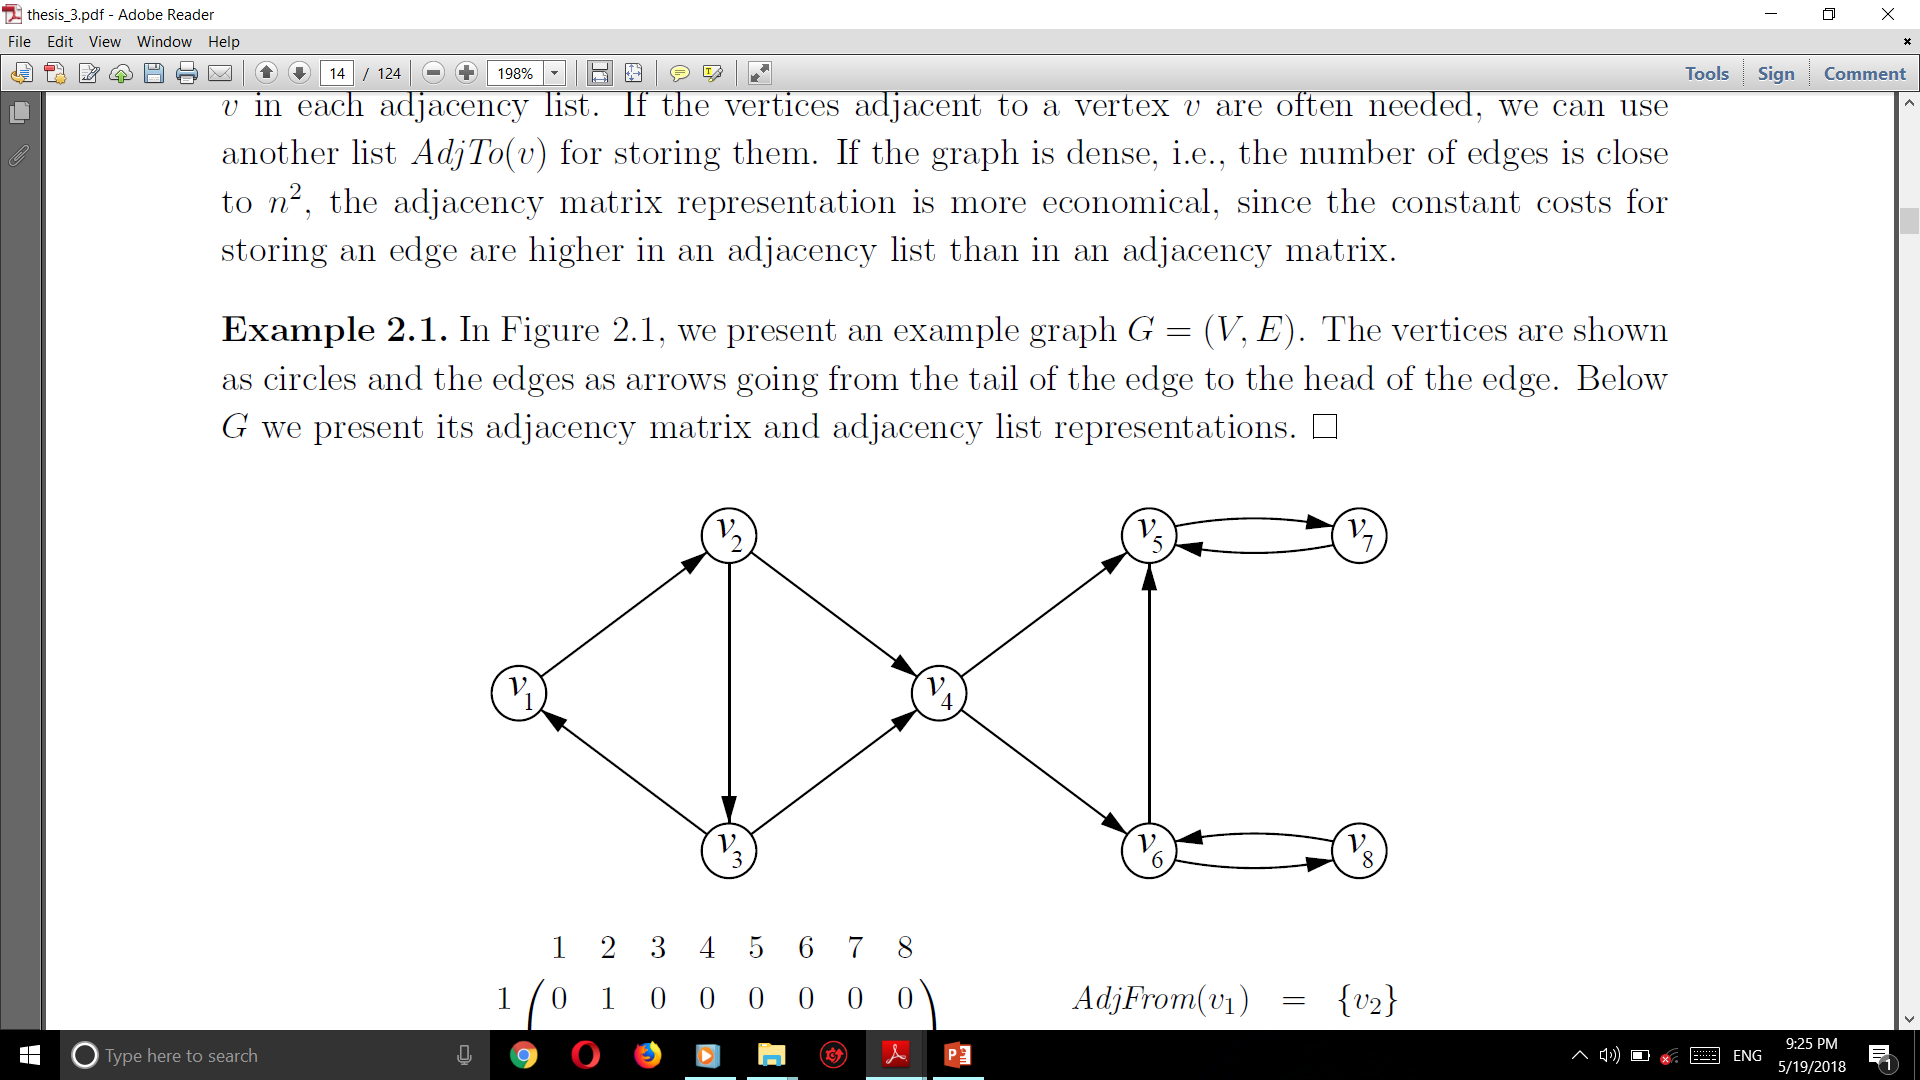 thesis_3.pdf - Adobe Reader
File Edit View Window Help
14 / 124 198% Tools Sign Comment
v in each adjacency list. If the vertices adjacent to a vertex v are often needed, we can use
another list AdjTo(v) for storing them. If the graph is dense, i.e., the number of edges is close
to n², the adjacency matrix representation is more economical, since the constant costs for
storing an edge are higher in an adjacency list than in an adjacency matrix.
Example 2.1. In Figure 2.1, we present an example graph G = (V, E). The vertices are shown
as circles and the edges as arrows going from the tail of the edge to the head of the edge. Below
G we present its adjacency matrix and adjacency list representations. □
v2 v5 v7
v1 v4
v3 v6 v8
1 2 3 4 5 6 7 8
1 ( 0 1 0 0 0 0 0 0 ) AdjFrom(v1) = {v2}
Type here to search
ENG
9:25 PM
5/19/2018
1